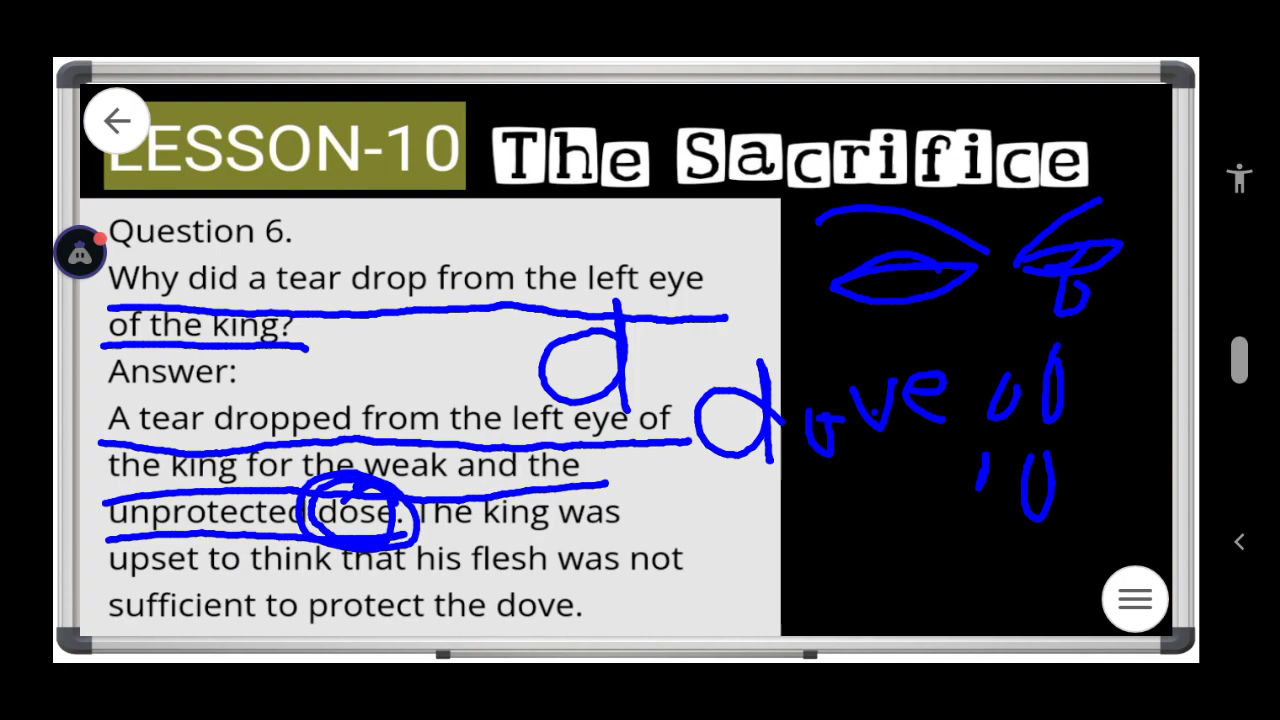 LESSON-10 The Sacrifice
Question 6.
Why did a tear drop from the left eye
of the king?
Answer:
A tear dropped from the left eye of
the king for the weak and the
unprotected dose. The king was
upset to think that his flesh was not
sufficient to protect the dove.
d
dove